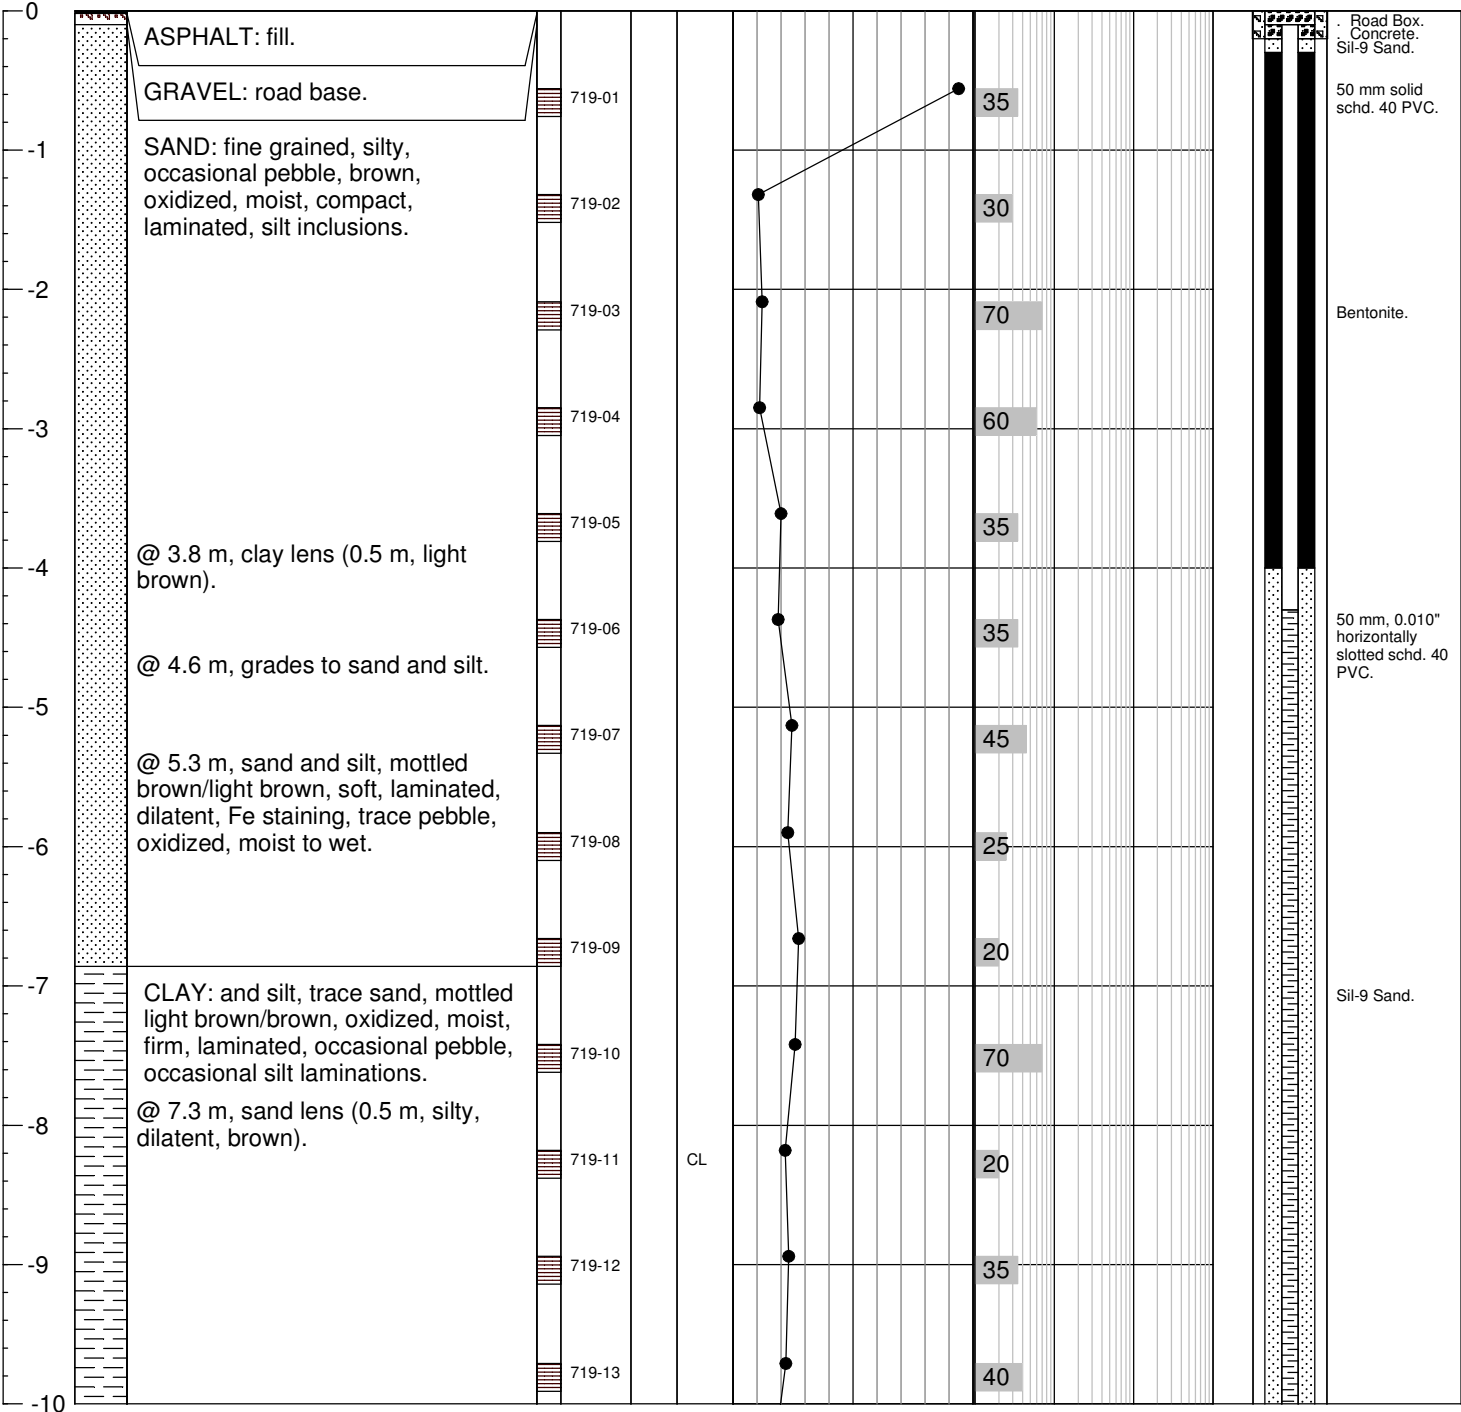 0
-1
-2
-3
-4
-5
-6
-7
-8
-9
-10
ASPHALT: fill.
GRAVEL: road base.
SAND: fine grained, silty,
occasional pebble, brown,
oxidized, moist, compact,
laminated, silt inclusions.
@ 3.8 m, clay lens (0.5 m, light
brown).
@ 4.6 m, grades to sand and silt.
@ 5.3 m, sand and silt, mottled
brown/light brown, soft, laminated,
dilatent, Fe staining, trace pebble,
oxidized, moist to wet.
CLAY: and silt, trace sand, mottled
light brown/brown, oxidized, moist,
firm, laminated, occasional pebble,
occasional silt laminations.
@ 7.3 m, sand lens (0.5 m, silty,
dilatent, brown).
719-01
719-02
719-03
719-04
719-05
719-06
719-07
719-08
719-09
719-10
719-11
719-12
719-13
CL
35
30
70
60
35
35
45
25
20
70
20
35
40
. Road Box.
. Concrete.
Sil-9 Sand.
50 mm solid
schd. 40 PVC.
Bentonite.
50 mm, 0.010"
horizontally
slotted schd. 40
PVC.
Sil-9 Sand.